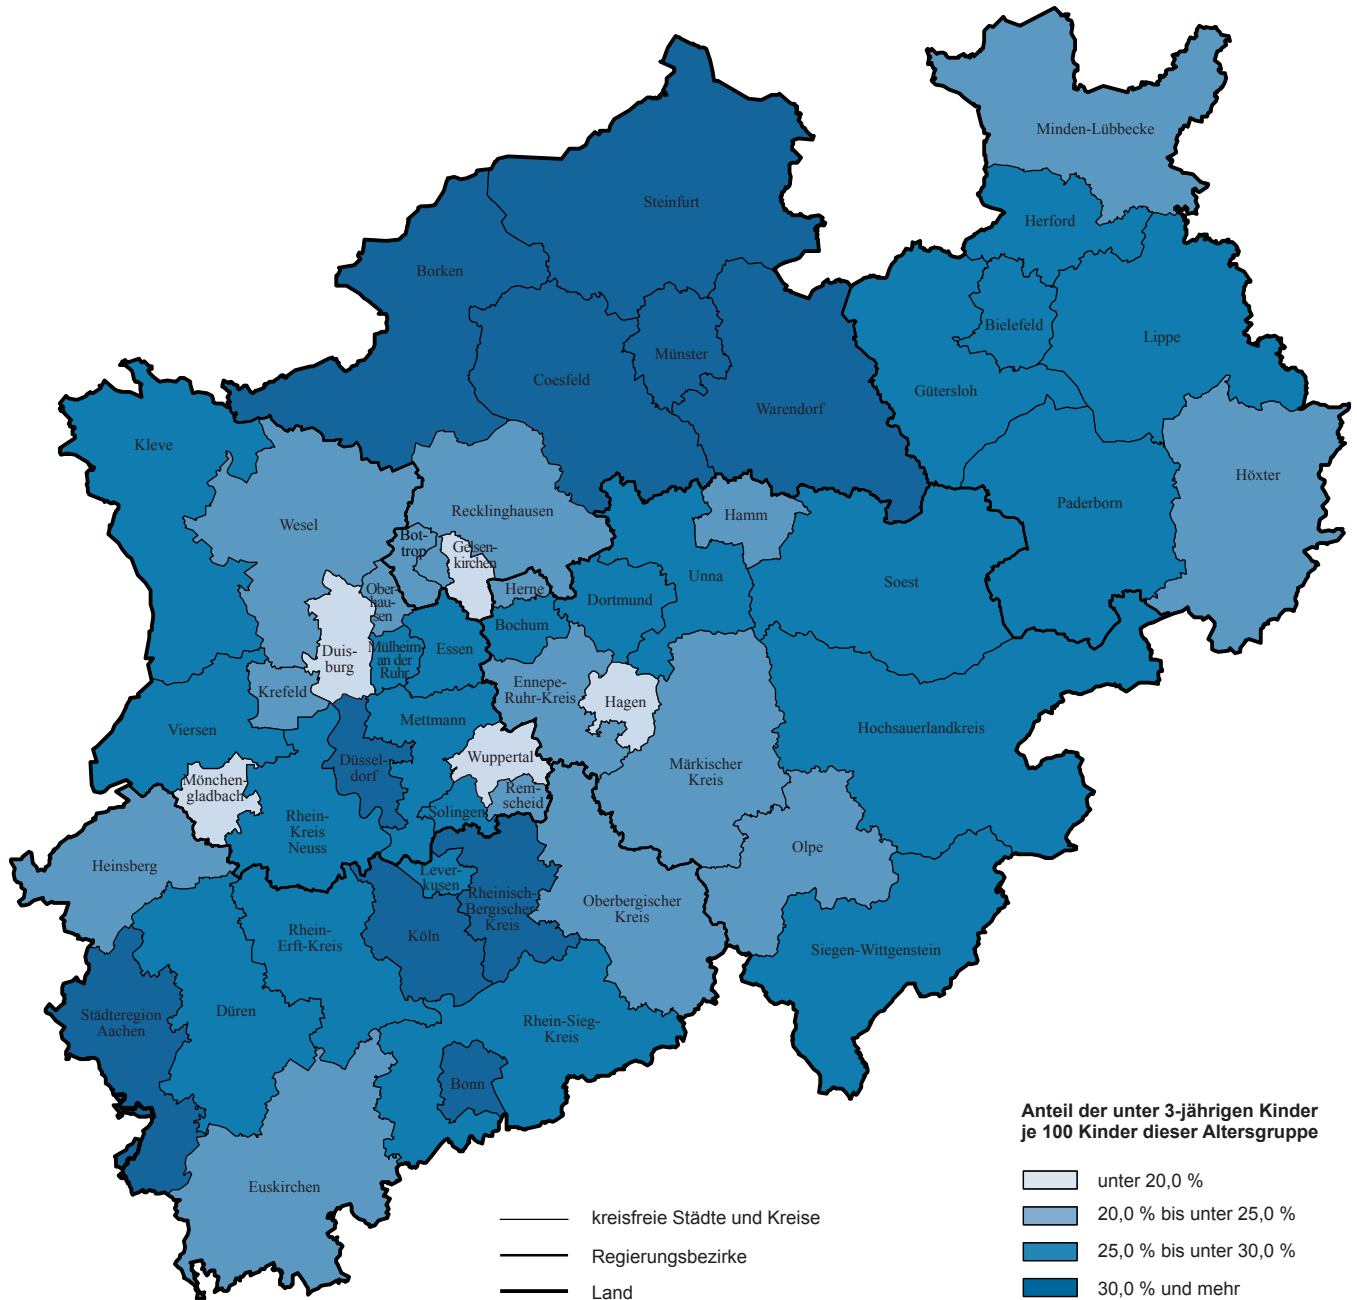 Minden-Lübbecke
Steinfurt
Herford
Borken
Bielefeld
Lippe
Münster
Coesfeld
Gütersloh
Warendorf
Kleve
Höxter
Paderborn
Recklinghausen
Hamm
Wesel
Bot-
trop
Gelsen-
kirchen
Unna
Soest
Ober-
hau-
sen
Herne
Dortmund
Bochum
Duis-
burg
Mülheim
an der
Ruhr
Essen
Krefeld
Ennepe-
Ruhr-Kreis
Hagen
Mettmann
Viersen
Hochsauerlandkreis
Düssel-
dorf
Wuppertal
Märkischer
Kreis
Mönchen-
gladbach
Rem-
scheid
Solingen
Rhein-
Kreis
Neuss
Olpe
Heinsberg
Lever-
kusen
Rheinisch-
Bergischer-
Kreis
Oberbergischer
Kreis
Rhein-
Erft-Kreis
Köln
Siegen-Wittgenstein
Städteregion
Aachen
Düren
Rhein-Sieg-
Kreis
Bonn
Euskirchen
Anteil der unter 3-jährigen Kinder
je 100 Kinder dieser Altersgruppe
unter 20,0 %
20,0 % bis unter 25,0 %
25,0 % bis unter 30,0 %
30,0 % und mehr
kreisfreie Städte und Kreise
Regierungsbezirke
Land